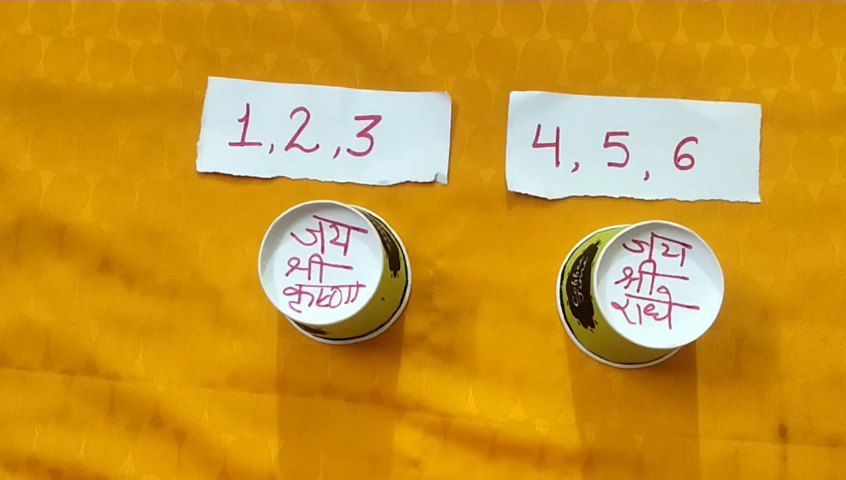 1, 2, 3
4, 5, 6
जय
श्री
कृष्णा
जय
श्री
राधे